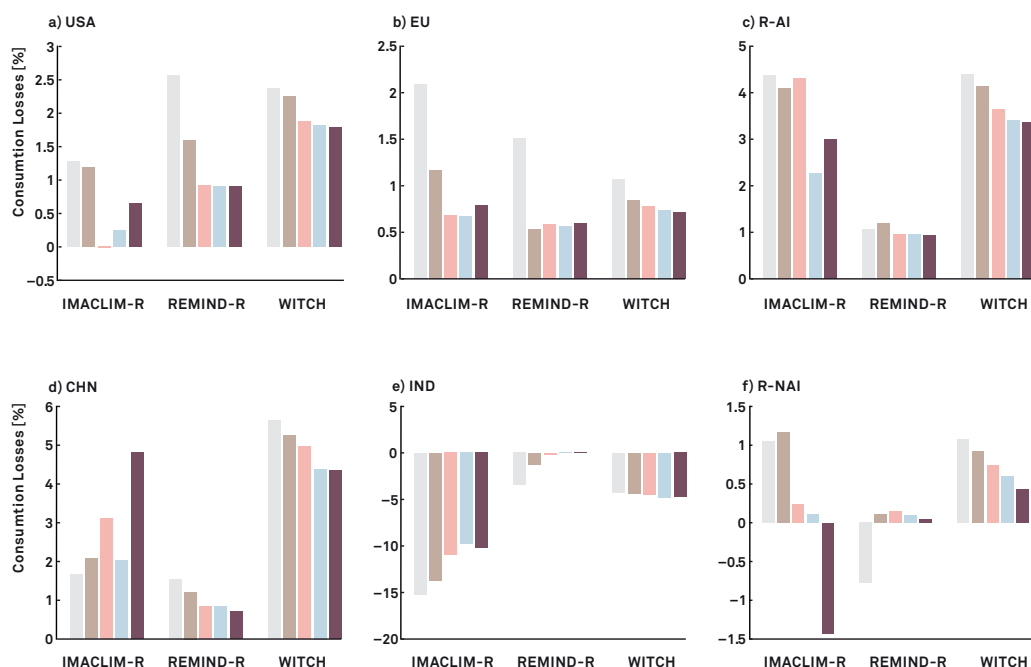 a) USA
Consumtion Losses [%]
3
2.5
2
1.5
1
0.5
0
−0.5
IMACLIM-R REMIND-R WITCH
b) EU
2.5
2
1.5
1
0.5
0
IMACLIM-R REMIND-R WITCH
c) R-AI
5
4
3
2
1
0
IMACLIM-R REMIND-R WITCH
d) CHN
Consumtion Losses [%]
6
5
4
3
2
1
0
IMACLIM-R REMIND-R WITCH
e) IND
5
0
−5
−10
−15
−20
IMACLIM-R REMIND-R WITCH
f) R-NAI
1.5
1
0.5
0
−0.5
−1
−1.5
IMACLIM-R REMIND-R WITCH